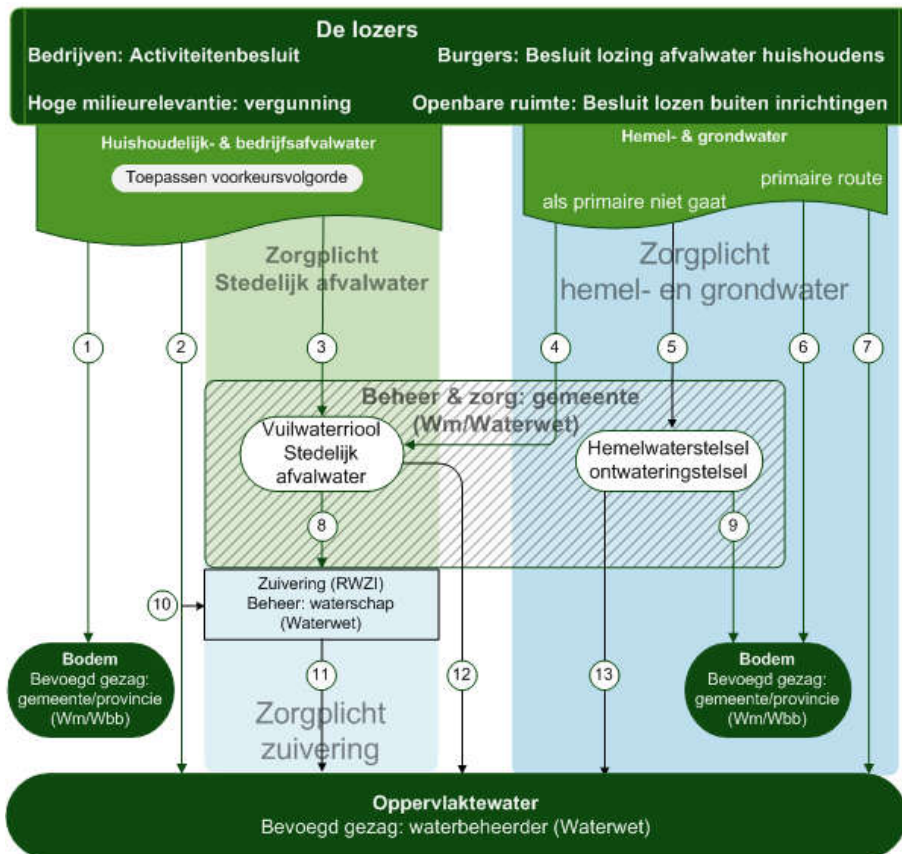 De lozers
Bedrijven: Activiteitenbesluit
Burgers: Besluit lozing afvalwater huishoudens
Hoge milieurelevantie: vergunning
Openbare ruimte: Besluit lozen buiten inrichtingen
Huishoudelijk- & bedrijfsafvalwater
Toepassen voorkeursvolgorde
Hemel- & grondwater
primaire route
als primaire niet gaat
Zorgplicht
Stedelijk afvalwater
Zorgplicht
hemel- en grondwater
1
2
3
4
5
6
7
Beheer & zorg: gemeente
(Wm/Waterwet)
Vuilwaterriool
Stedelijk
afvalwater
Hemelwaterstelsel
ontwateringstelsel
8
9
Zuivering (RWZI)
Beheer: waterschap
(Waterwet)
10
11
12
13
Bodem
Bevoegd gezag:
gemeente/provincie
(Wm/Wbb)
Bodem
Bevoegd gezag:
gemeente/provincie
(Wm/Wbb)
Zorgplicht
zuivering
Oppervlaktewater
Bevoegd gezag: waterbeheerder (Waterwet)